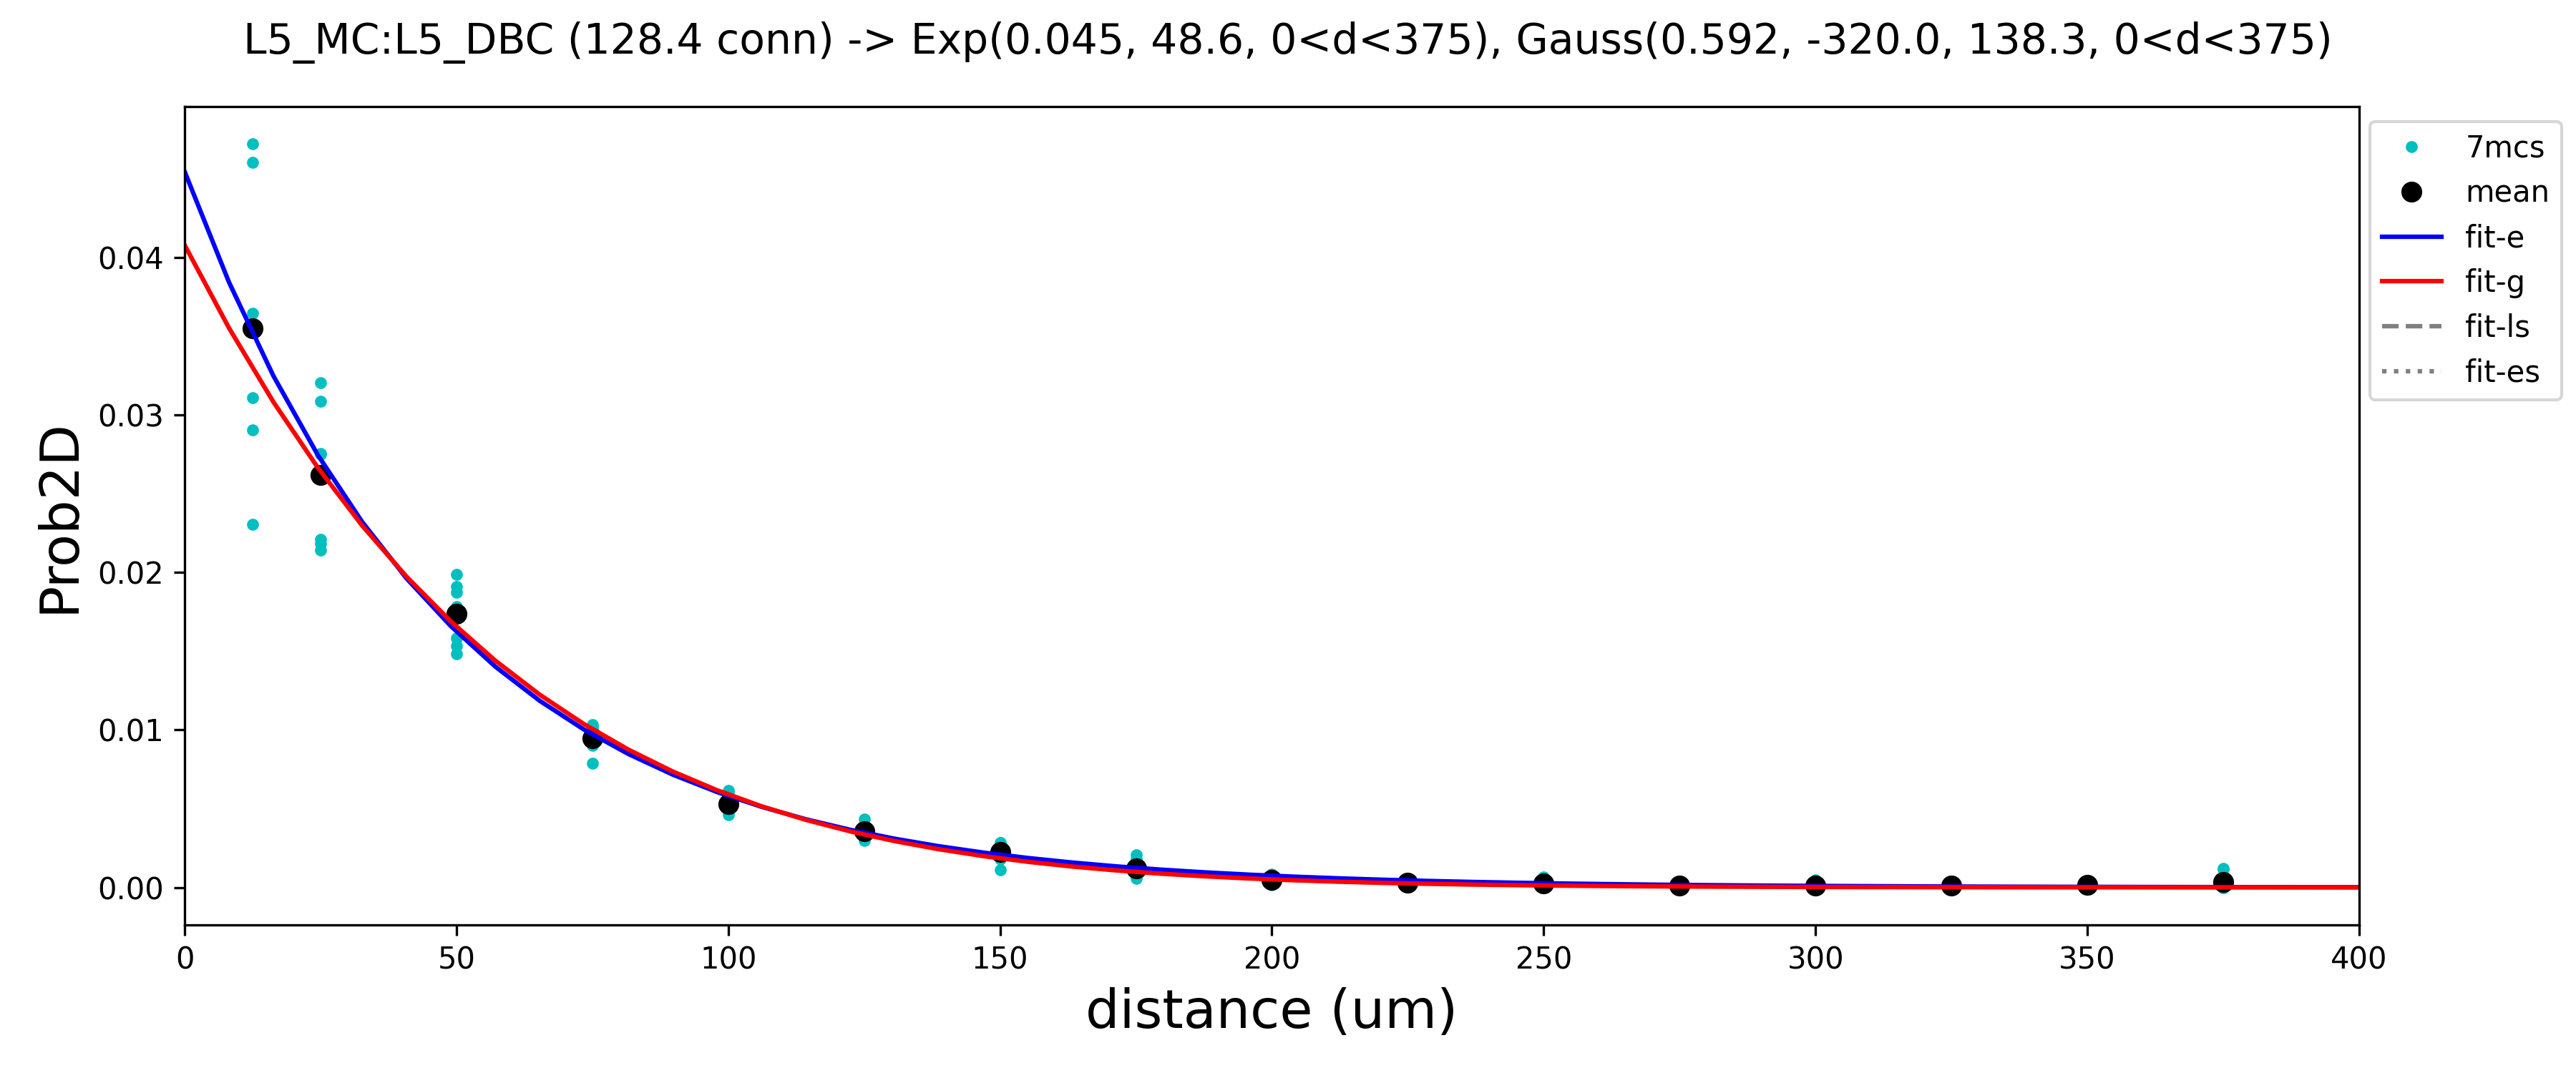 L5_MC:L5_DBC (128.4 conn) -> Exp(0.045, 48.6, 0<d<375), Gauss(0.592, -320.0, 138.3, 0<d<375)
7mcs
mean
fit-e
fit-g
fit-ls
fit-es
Prob2D
0.04
0.03
0.02
0.01
0.00
0 50 100 150 200 250 300 350 400
distance (um)